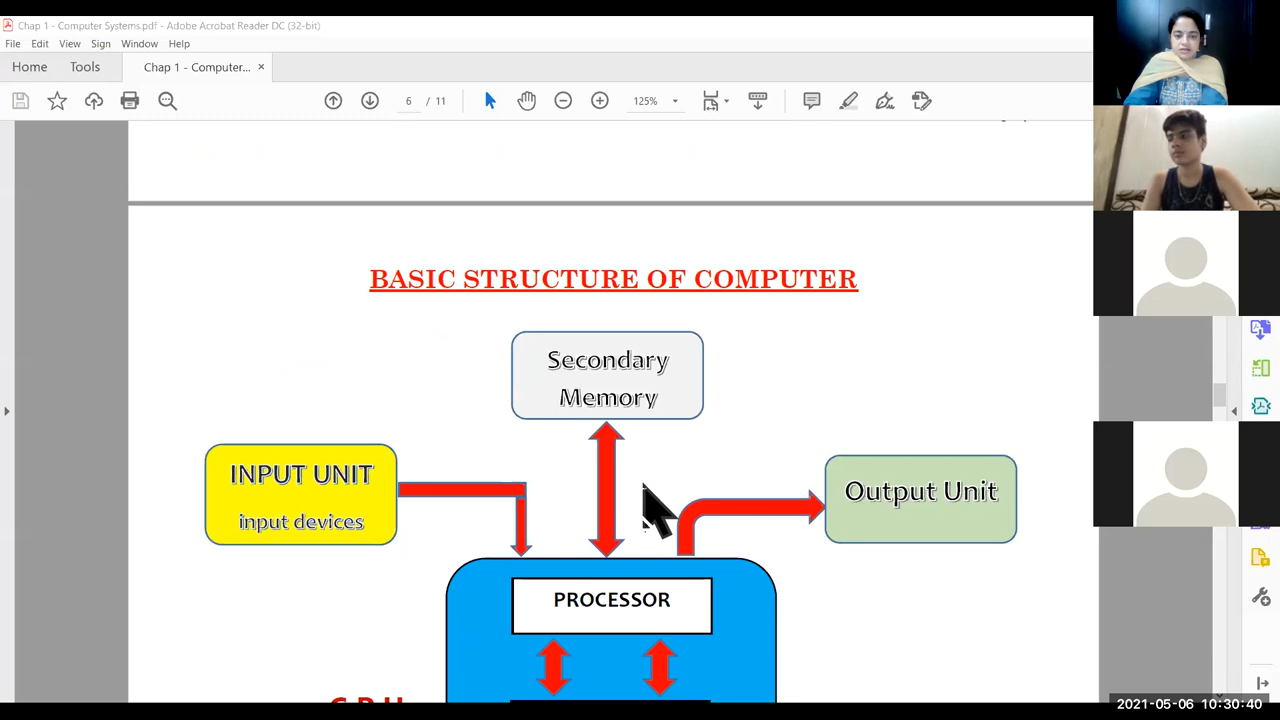 Chap 1 - Computer Systems.pdf - Adobe Acrobat Reader DC (32-bit)
File Edit View Sign Window Help
Home Tools Chap 1 - Computer... ×
6 / 11 125%
BASIC STRUCTURE OF COMPUTER
Secondary
Memory
INPUT UNIT
input devices
Output Unit
PROCESSOR
2021-05-06 10:30:40